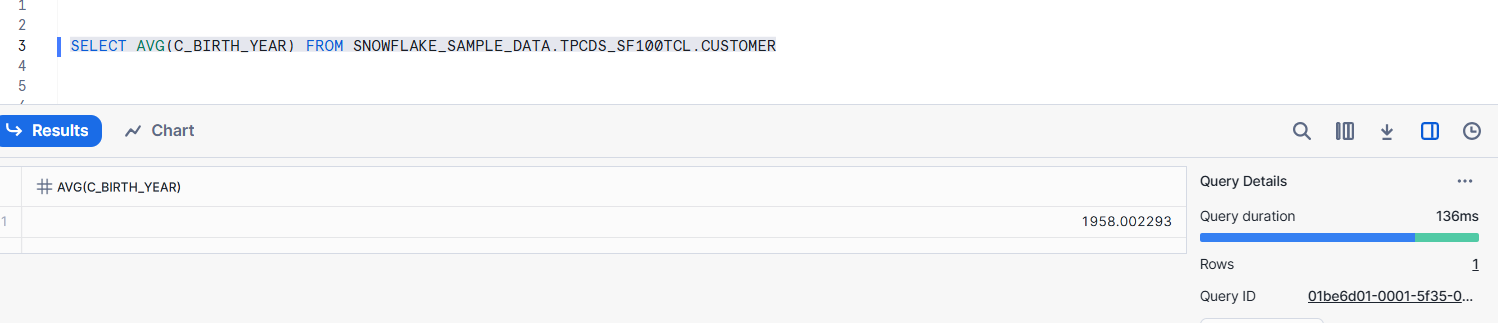 1
2
3 SELECT AVG(C_BIRTH_YEAR) FROM SNOWFLAKE_SAMPLE_DATA.TPCDS_SF100TCL.CUSTOMER
4
5
Results Chart
AVG(C_BIRTH_YEAR)
1 1958.002293
Query Details ...
Query duration 136ms
Rows 1
Query ID 01be6d01-0001-5f35-0...